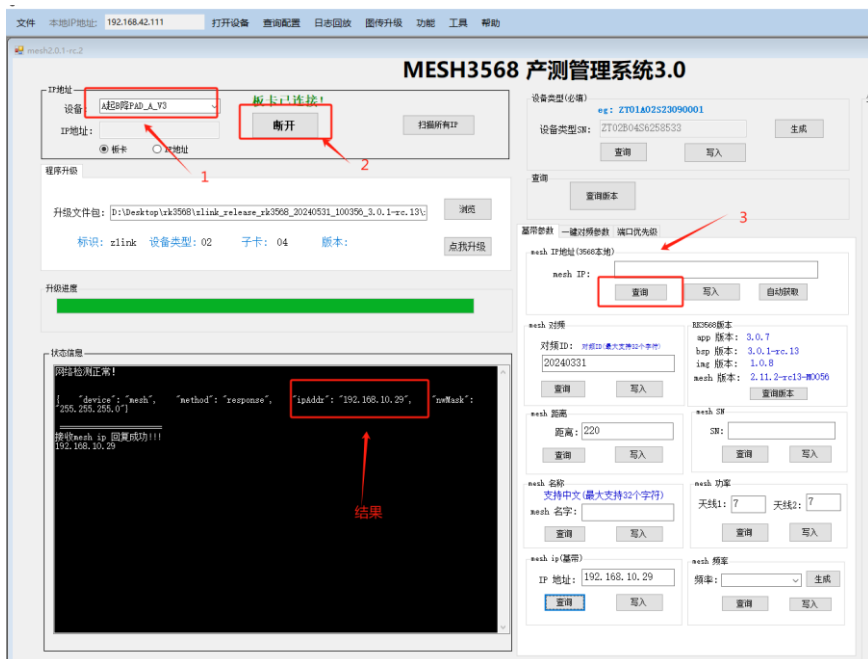 文件 本地IP地址: 192.168.42.111 打开设备 查询配置 日志回放 图传升级 功能 工具 帮助
mesh2.0.1-rc.2
MESH3568 产测管理系统3.0
IP地址
设备: A起B降PAD_A_V3
板卡已连接!
断开
扫描所有IP
IP地址:
板卡 IP地址
1
2
程序升级
升级文件包: D:\Desktop\rk3568\zlink_release_rk3568_20240531_100356_3.0.1-rc.13\: 浏览
标识: zlink 设备类型: 02 子卡: 04 版本: 点我升级
升级进度
状态信息
网络检测正常!
{ "device": "mesh", "method": "response", "ipAddr": "192.168.10.29", "nwMask":
"255.255.255.0"}
接收mesh ip 回复成功!!!
192.168.10.29
结果
设备类型(必填)
eg: ZT01A02S23090001
设备类型SN: ZT02B04S6258533 生成
查询 写入
查询
查询版本
3
基带参数 一键对频参数 端口优先级
mesh IP地址(3568本地)
mesh IP:
查询 写入 自动获取
mesh 对频
对频ID: 对频ID(最大支持32个字符)
20240331
查询 写入
RK3568版本
app 版本: 3.0.7
bsp 版本: 3.0.1-rc.13
img 版本: 1.0.8
mesh 版本: 2.11.2-rc13-M0056
查询版本
mesh 距离
距离: 220
查询 写入
mesh SN
SN:
查询 写入
mesh 名称
支持中文(最大支持32个字符)
mesh 名字:
查询 写入
mesh 功率
天线1: 7 天线2: 7
查询 写入
mesh ip(基带)
IP 地址: 192.168.10.29
查询 写入
mesh 频率
频率: 生成
查询 写入